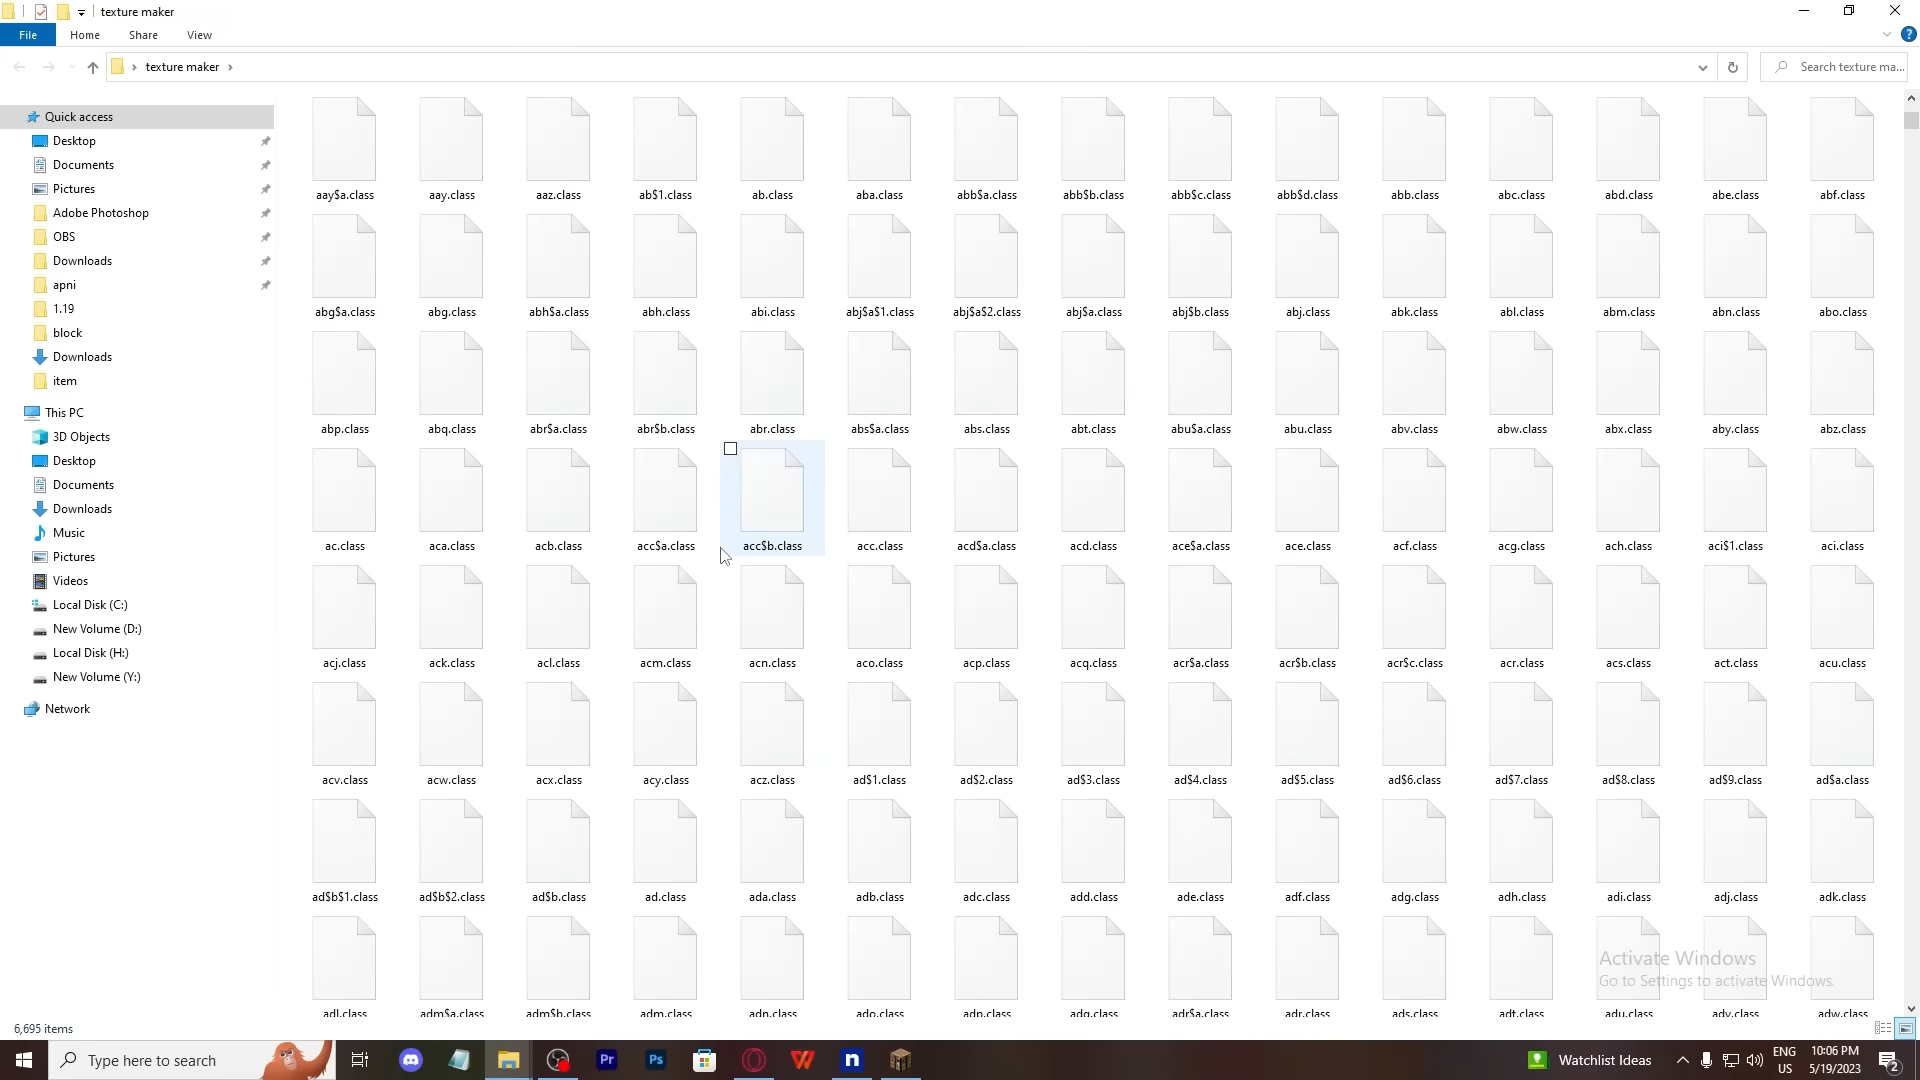 texture maker
File Home Share View
texture maker
Search texture ma...
Quick access
Desktop
Documents
Pictures
Adobe Photoshop
OBS
Downloads
apni
1.19
block
Downloads
item
This PC
3D Objects
Desktop
Documents
Downloads
Music
Pictures
Videos
Local Disk (C:)
New Volume (D:)
Local Disk (H:)
New Volume (Y:)
Network
aay$a.class aay.class aaz.class ab$1.class ab.class aba.class abb$a.class abb$b.class abb$c.class abb$d.class abb.class abc.class abd.class abe.class abf.class
abg$a.class abg.class abh$a.class abh.class abi.class abj$a$1.class abj$a$2.class abj$a.class abj$b.class abj.class abk.class abl.class abm.class abn.class abo.class
abp.class abq.class abr$a.class abr$b.class abr.class abs$a.class abs.class abt.class abu$a.class abu.class abv.class abw.class abx.class aby.class abz.class
ac.class aca.class acb.class acc$a.class acc$b.class acc.class acd$a.class acd.class ace$a.class ace.class acf.class acg.class ach.class aci$1.class aci.class
acj.class ack.class acl.class acm.class acn.class aco.class acp.class acq.class acr$a.class acr$b.class acr$c.class acr.class acs.class act.class acu.class
acv.class acw.class acx.class acy.class acz.class ad$1.class ad$2.class ad$3.class ad$4.class ad$5.class ad$6.class ad$7.class ad$8.class ad$9.class ad$a.class
ad$b$1.class ad$b$2.class ad$b.class ad.class ada.class adb.class adc.class add.class ade.class adf.class adg.class adh.class adi.class adj.class adk.class
adl.class adm$a.class adm$b.class adm.class adn.class ado.class adp.class adq.class adr$a.class adr.class ads.class adt.class adu.class adv.class adw.class
Activate Windows
Go to Settings to activate Windows.
6,695 items
Type here to search
Pr
Ps
Watchlist Ideas
ENG
US
10:06 PM
5/19/2023
2